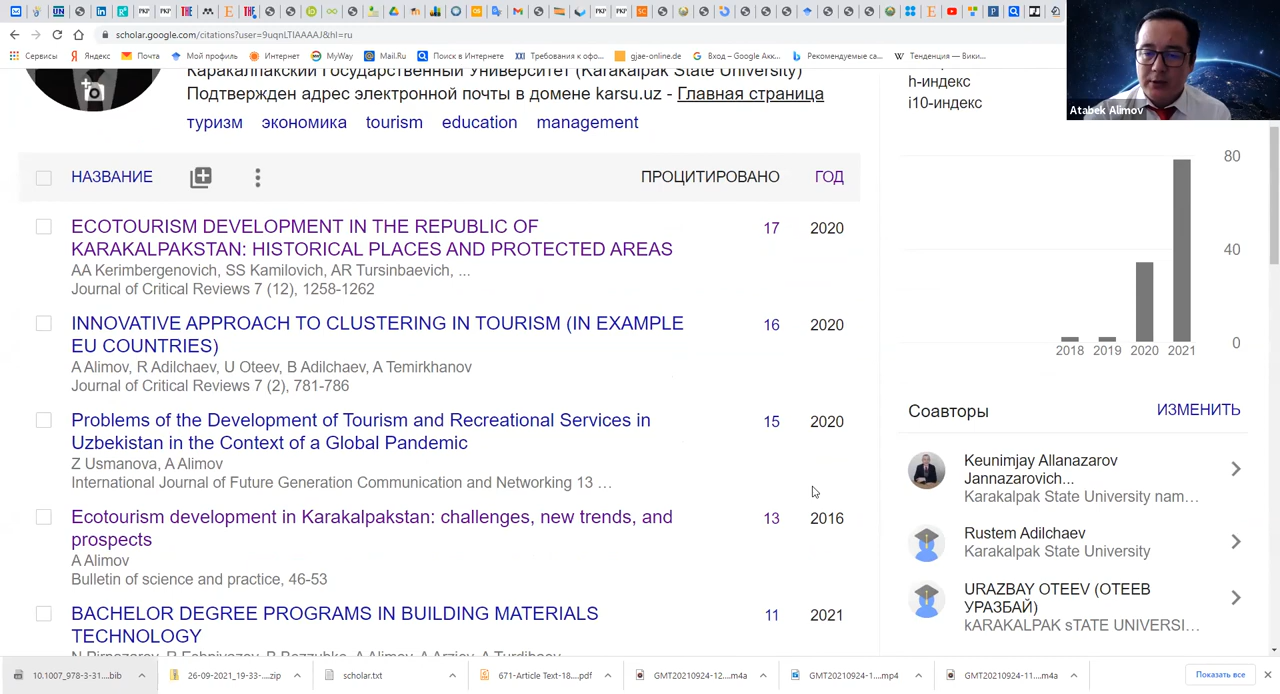 scholar.google.com/citations?user=9uqnLTIAAAAJ&hl=ru
Сервисы Яндекс Почта Мой профиль Интернет MyWay Mail.Ru Поиск в Интернете Требования к офо... gjae-online.de Вход – Google Акк... Рекомендуемые са... Тенденция — Вики...
Каракалпакский Государственный Университет (Karakalpak State University)
Подтвержден адрес электронной почты в домене karsu.uz - Главная страница
туризм экономика tourism education management
НАЗВАНИЕ ПРОЦИТИРОВАНО ГОД
ECOTOURISM DEVELOPMENT IN THE REPUBLIC OF 17 2020
KARAKALPAKSTAN: HISTORICAL PLACES AND PROTECTED AREAS
AA Kerimbergenovich, SS Kamilovich, AR Tursinbaevich, ...
Journal of Critical Reviews 7 (12), 1258-1262
INNOVATIVE APPROACH TO CLUSTERING IN TOURISM (IN EXAMPLE 16 2020
EU COUNTRIES)
A Alimov, R Adilchaev, U Oteev, B Adilchaev, A Temirkhanov
Journal of Critical Reviews 7 (2), 781-786
Problems of the Development of Tourism and Recreational Services in 15 2020
Uzbekistan in the Context of a Global Pandemic
Z Usmanova, A Alimov
International Journal of Future Generation Communication and Networking 13 …
Ecotourism development in Karakalpakstan: challenges, new trends, and 13 2016
prospects
A Alimov
Bulletin of science and practice, 46-53
BACHELOR DEGREE PROGRAMS IN BUILDING MATERIALS 11 2021
TECHNOLOGY
h-индекс
i10-индекс
Atabek Alimov
80
40
0
2018 2019 2020 2021
Соавторы ИЗМЕНИТЬ
Keunimjay Allanazarov
Jannazarovich...
Karakalpak State University nam...
Rustem Adilchaev
Karakalpak State University
URAZBAY OTEEV (ОТЕЕВ
УРАЗБАЙ)
kARAKALPAK sTATE UNIVERSI...
10.1007_978-3-31....bib 26-09-2021_19-33-....zip scholar.txt 671-Article Text-18....pdf GMT20210924-12....m4a GMT20210924-1....mp4 GMT20210924-11....m4a Показать все